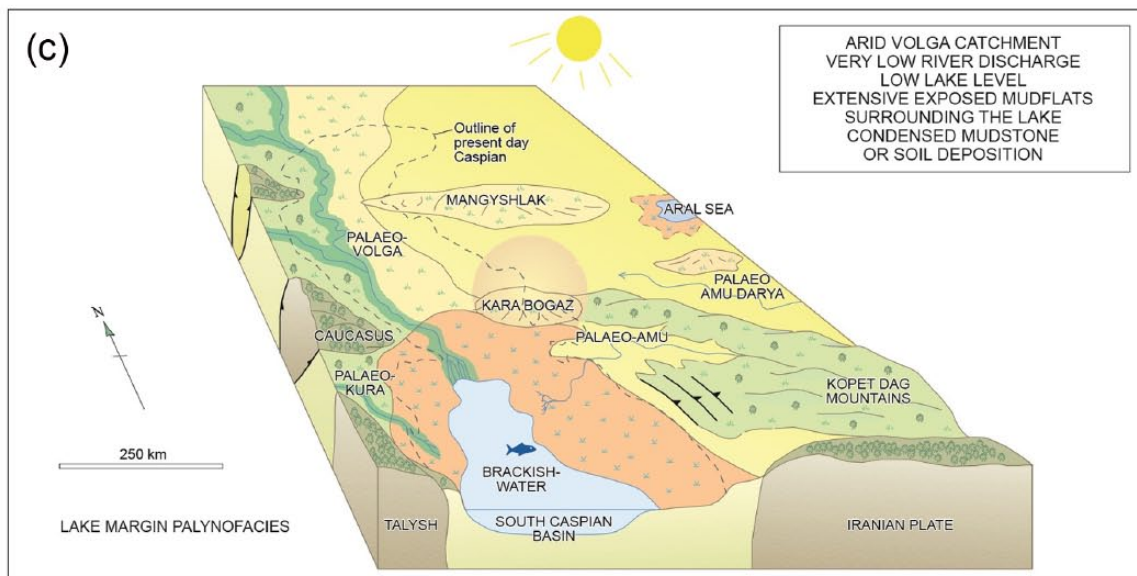 (c)
ARID VOLGA CATCHMENT
VERY LOW RIVER DISCHARGE
LOW LAKE LEVEL
EXTENSIVE EXPOSED MUDFLATS
SURROUNDING THE LAKE
CONDENSED MUDSTONE
OR SOIL DEPOSITION
Outline of
present day
Caspian
MANGYSHLAK
ARAL SEA
PALAEO-
VOLGA
PALAEO
AMU DARYA
KARA BOGAZ
N
CAUCASUS
PALAEO-AMU
PALAEO-
KURA
KOPET DAG
MOUNTAINS
250 km
BRACKISH-
WATER
LAKE MARGIN PALYNOFACIES
TALYSH
SOUTH CASPIAN
BASIN
IRANIAN PLATE